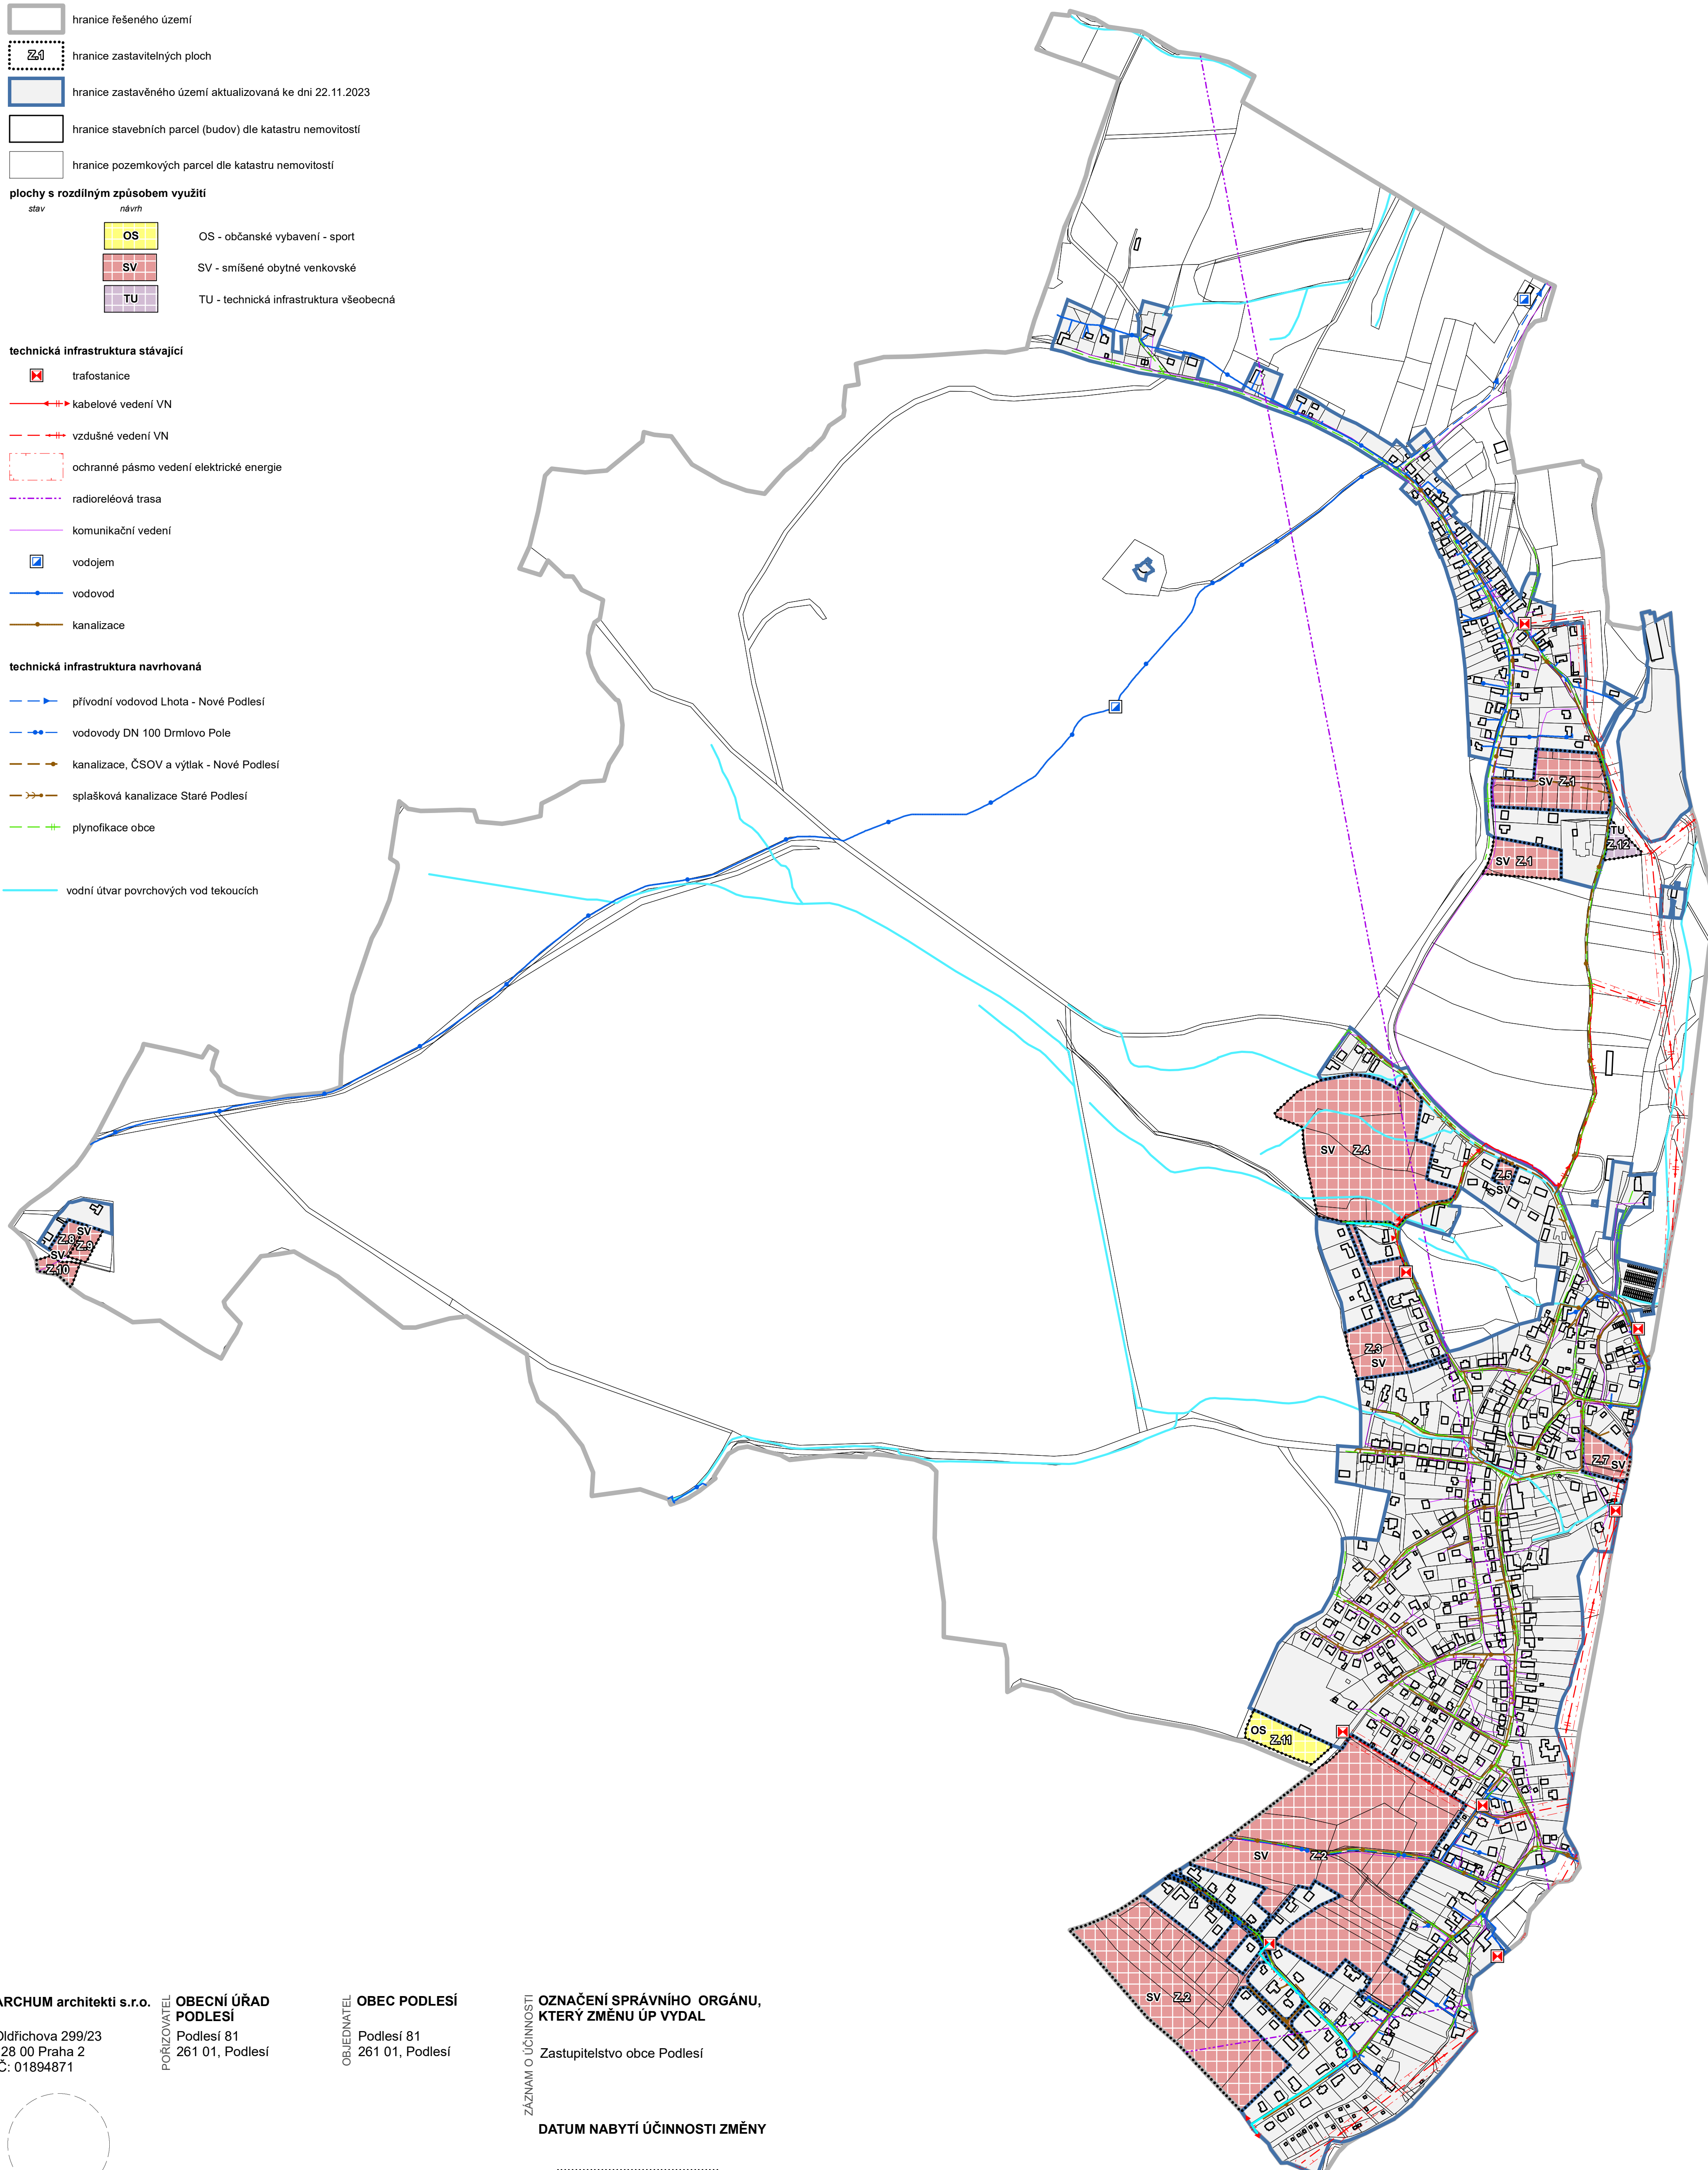 hranice řešeného území
Z.1
hranice zastavitelných ploch
hranice zastavěného území aktualizovaná ke dni 22.11.2023
hranice stavebních parcel (budov) dle katastru nemovitostí
hranice pozemkových parcel dle katastru nemovitostí
plochy s rozdílným způsobem využití
stav návrh
OS OS - občanské vybavení - sport
SV SV - smíšené obytné venkovské
TU TU - technická infrastruktura všeobecná
technická infrastruktura stávající
trafostanice
kabelové vedení VN
vzdušné vedení VN
ochranné pásmo vedení elektrické energie
radioreléová trasa
komunikační vedení
vodojem
vodovod
kanalizace
technická infrastruktura navrhovaná
přívodní vodovod Lhota - Nové Podlesí
vodovody DN 100 Drmlovo Pole
kanalizace, ČSOV a výtlak - Nové Podlesí
splašková kanalizace Staré Podlesí
plynofikace obce
vodní útvar povrchových vod tekoucích
SV Z.1
TU
Z.12
SV Z.1
SV Z.4
Z.5
SV
SV
Z.8
Z.9
SV
Z.10
Z.3
SV
Z.7 SV
OS
Z.11
SV Z.2
SV Z.2
ARCHUM architekti s.r.o.
Oldřichova 299/23
28 00 Praha 2
Č: 01894871
POŘIZOVATEL
OBECNÍ ÚŘAD
PODLESÍ
Podlesí 81
261 01, Podlesí
OBJEDNATEL
OBEC PODLESÍ
Podlesí 81
261 01, Podlesí
ZÁZNAM O ÚČINNOSTI
OZNAČENÍ SPRÁVNÍHO ORGÁNU,
KTERÝ ZMĚNU ÚP VYDAL
Zastupitelstvo obce Podlesí
DATUM NABYTÍ ÚČINNOSTI ZMĚNY